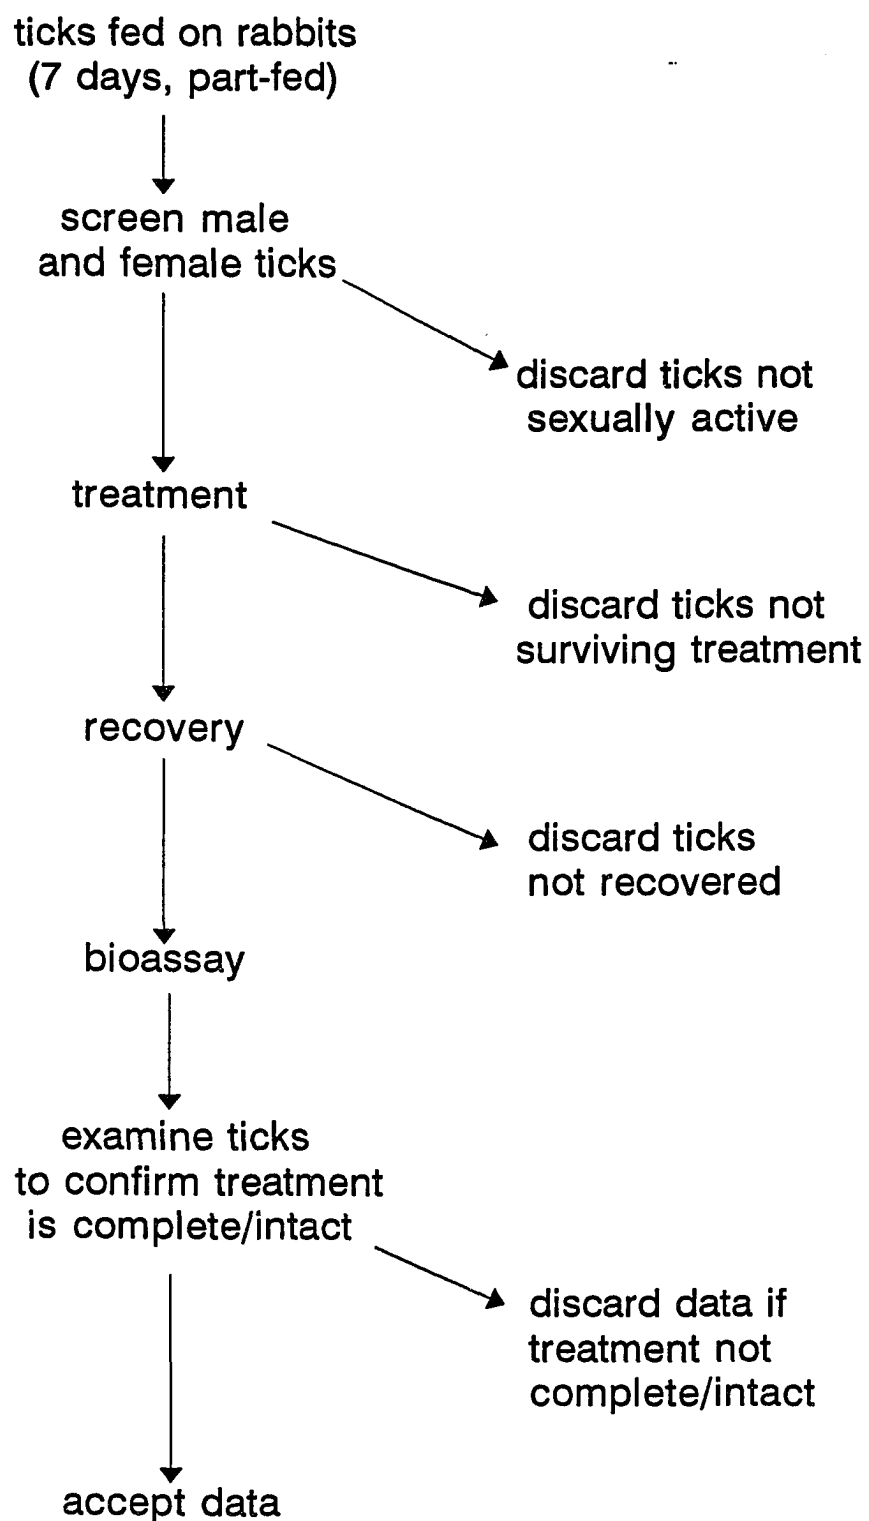 ticks fed on rabbits
(7 days, part-fed)
screen male
and female ticks
discard ticks not
sexually active
treatment
discard ticks not
surviving treatment
recovery
discard ticks
not recovered
bioassay
examine ticks
to confirm treatment
is complete/intact
discard data if
treatment not
complete/intact
accept data